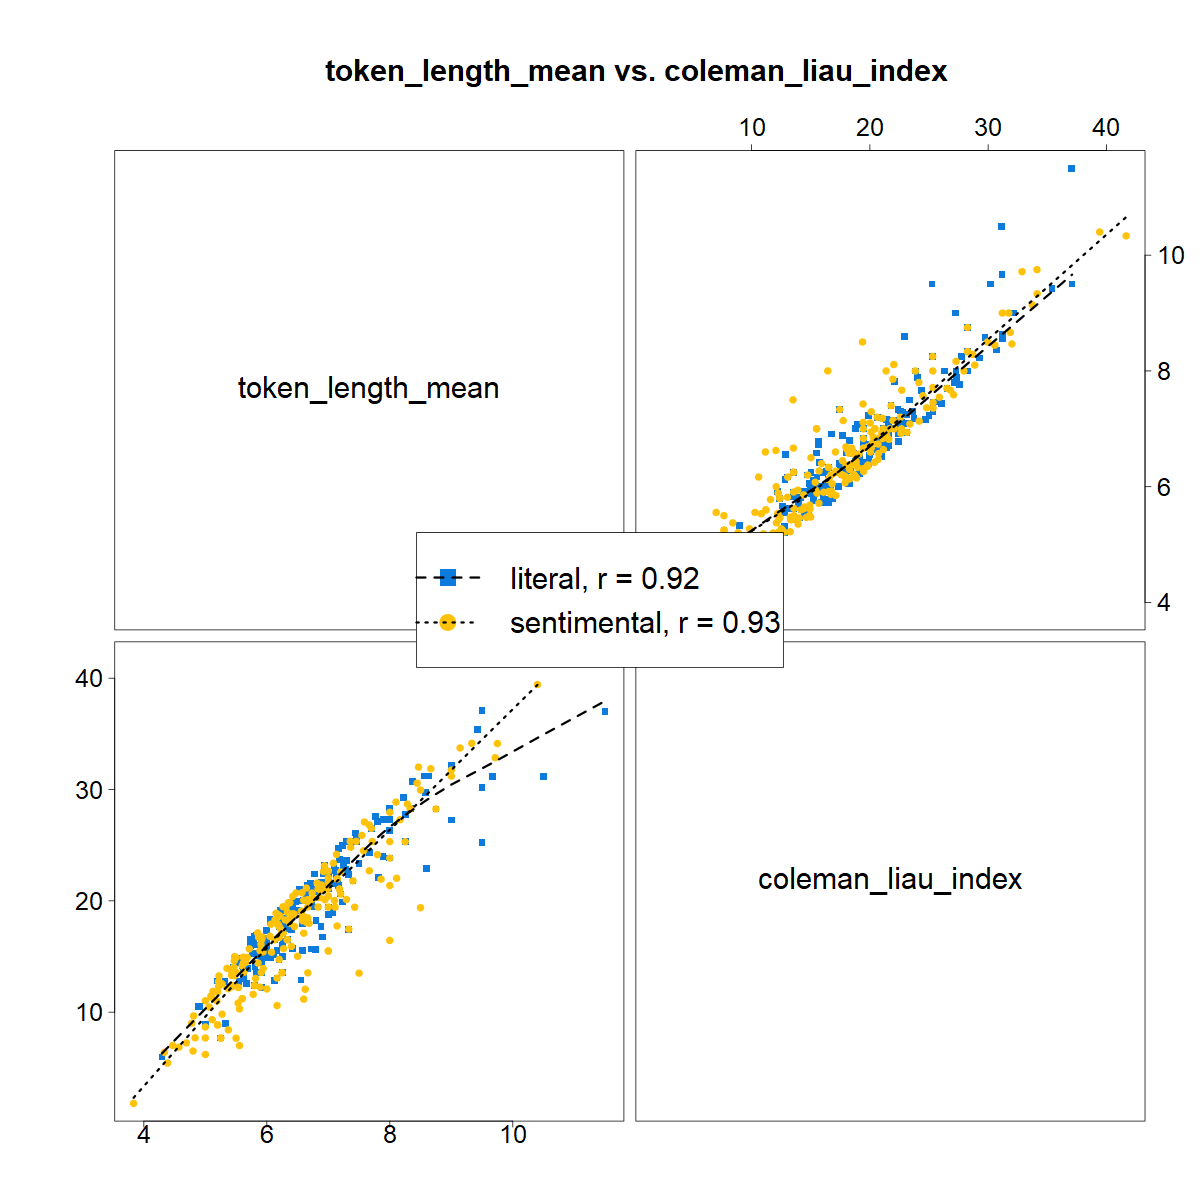 token_length_mean vs. coleman_liau_index
10 20 30 40
token_length_mean
10
8
6
4
literal, r = 0.92
sentimental, r = 0.93
40
30
20
10
coleman_liau_index
4 6 8 10